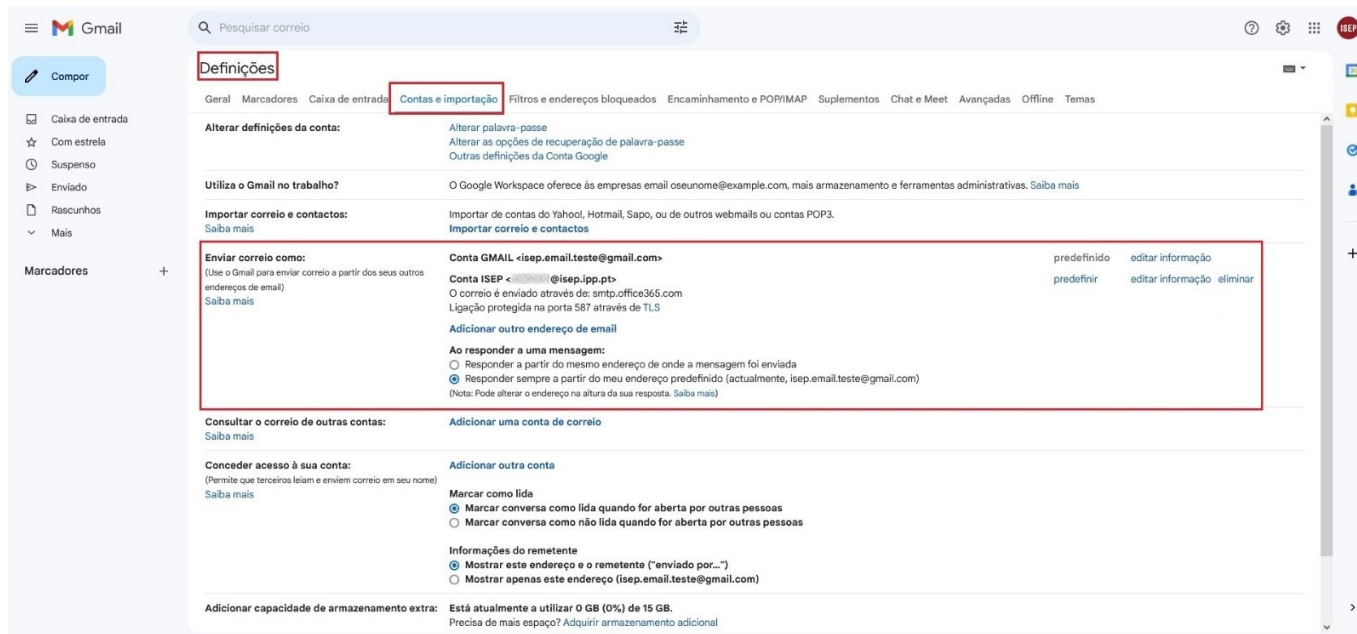 Gmail
Pesquisar correio
ISEP
Compor
Caixa de entrada
Com estrela
Suspenso
Enviado
Rascunhos
Mais
Marcadores +
Definições
Geral Marcadores Caixa de entrada Contas e importação Filtros e endereços bloqueados Encaminhamento e POP/IMAP Suplementos Chat e Meet Avançadas Offline Temas
Alterar definições da conta: Alterar palavra-passe
Alterar as opções de recuperação de palavra-passe
Outras definições da Conta Google
Utiliza o Gmail no trabalho? O Google Workspace oferece às empresas email oseunome@example.com, mais armazenamento e ferramentas administrativas. Saiba mais
Importar correio e contactos: Importar de contas do Yahoo!, Hotmail, Sapo, ou de outros webmails ou contas POP3.
Saiba mais Importar correio e contactos
Enviar correio como: Conta GMAIL <isep.email.teste@gmail.com> predefinido editar informação
(Use o Gmail para enviar correio a partir dos seus outros
endereços de email)
Saiba mais
Conta ISEP < @isep.ipp.pt> predefinir editar informação eliminar
O correio é enviado através de: smtp.office365.com
Ligação protegida na porta 587 através de TLS
Adicionar outro endereço de email
Ao responder a uma mensagem:
Responder a partir do mesmo endereço de onde a mensagem foi enviada
Responder sempre a partir do meu endereço predefinido (actualmente, isep.email.teste@gmail.com)
(Nota: Pode alterar o endereço na altura da sua resposta. Saiba mais)
Consultar o correio de outras contas: Adicionar uma conta de correio
Saiba mais
Conceder acesso à sua conta: Adicionar outra conta
(Permite que terceiros leiam e enviem correio em seu nome)
Saiba mais
Marcar como lida
Marcar conversa como lida quando for aberta por outras pessoas
Marcar conversa como não lida quando for aberta por outras pessoas
Informações do remetente
Mostrar este endereço e o remetente ("enviado por...")
Mostrar apenas este endereço (isep.email.teste@gmail.com)
Adicionar capacidade de armazenamento extra: Está atualmente a utilizar 0 GB (0%) de 15 GB.
Precisa de mais espaço? Adquirir armazenamento adicional